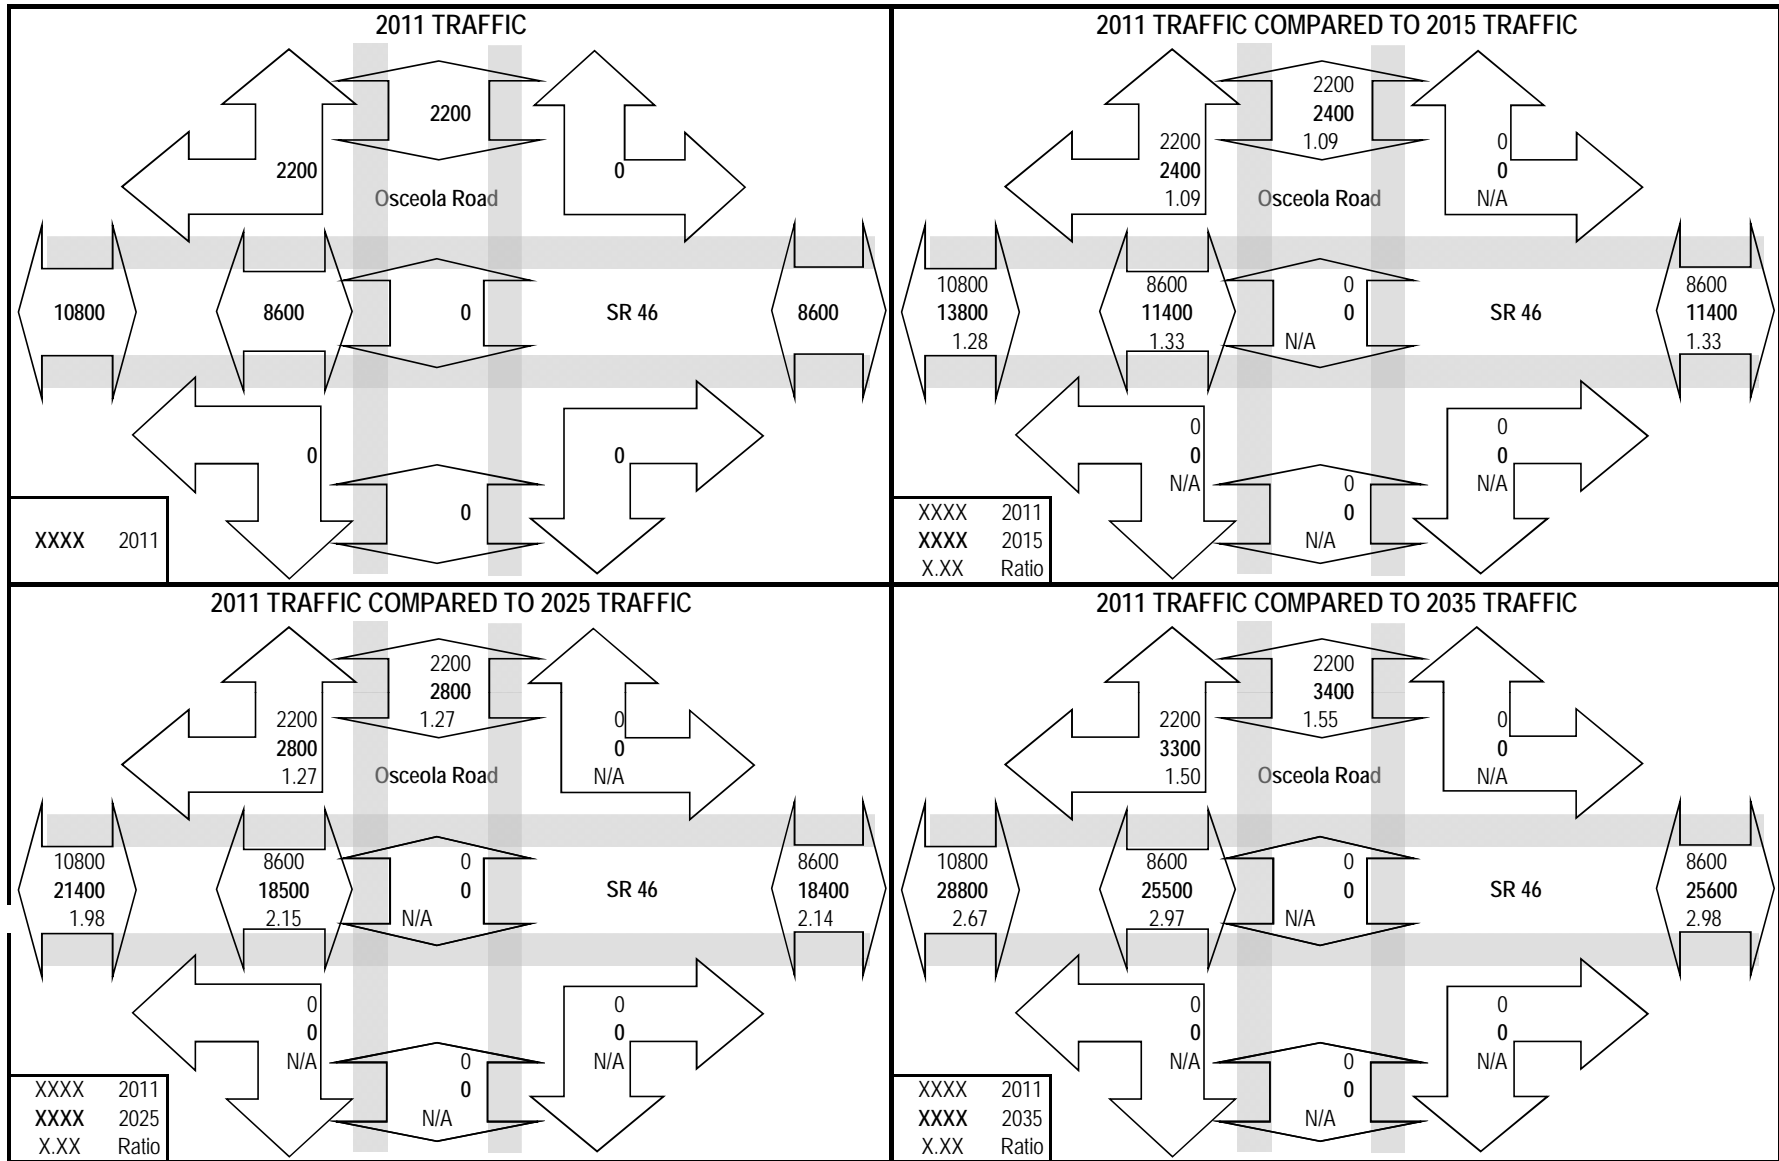 2011 TRAFFIC
2200
2200
0
Osceola Road
10800
8600
0
SR 46
8600
0
0
0
XXXX 2011
2011 TRAFFIC COMPARED TO 2015 TRAFFIC
2200
2400
1.09
2200
2400
1.09
0
0
N/A
Osceola Road
10800
13800
1.28
8600
11400
1.33
0
0
N/A
SR 46
8600
11400
1.33
0
0
N/A
0
0
N/A
0
0
N/A
XXXX 2011
XXXX 2015
X.XX Ratio
2011 TRAFFIC COMPARED TO 2025 TRAFFIC
2200
2800
1.27
2200
2800
1.27
0
0
N/A
Osceola Road
10800
21400
1.98
8600
18500
2.15
0
0
N/A
SR 46
8600
18400
2.14
0
0
N/A
0
0
N/A
0
0
N/A
XXXX 2011
XXXX 2025
X.XX Ratio
2011 TRAFFIC COMPARED TO 2035 TRAFFIC
2200
3400
1.55
2200
3300
1.50
0
0
N/A
Osceola Road
10800
28800
2.67
8600
25500
2.97
0
0
N/A
SR 46
8600
25600
2.98
0
0
N/A
0
0
N/A
0
0
N/A
XXXX 2011
XXXX 2035
X.XX Ratio